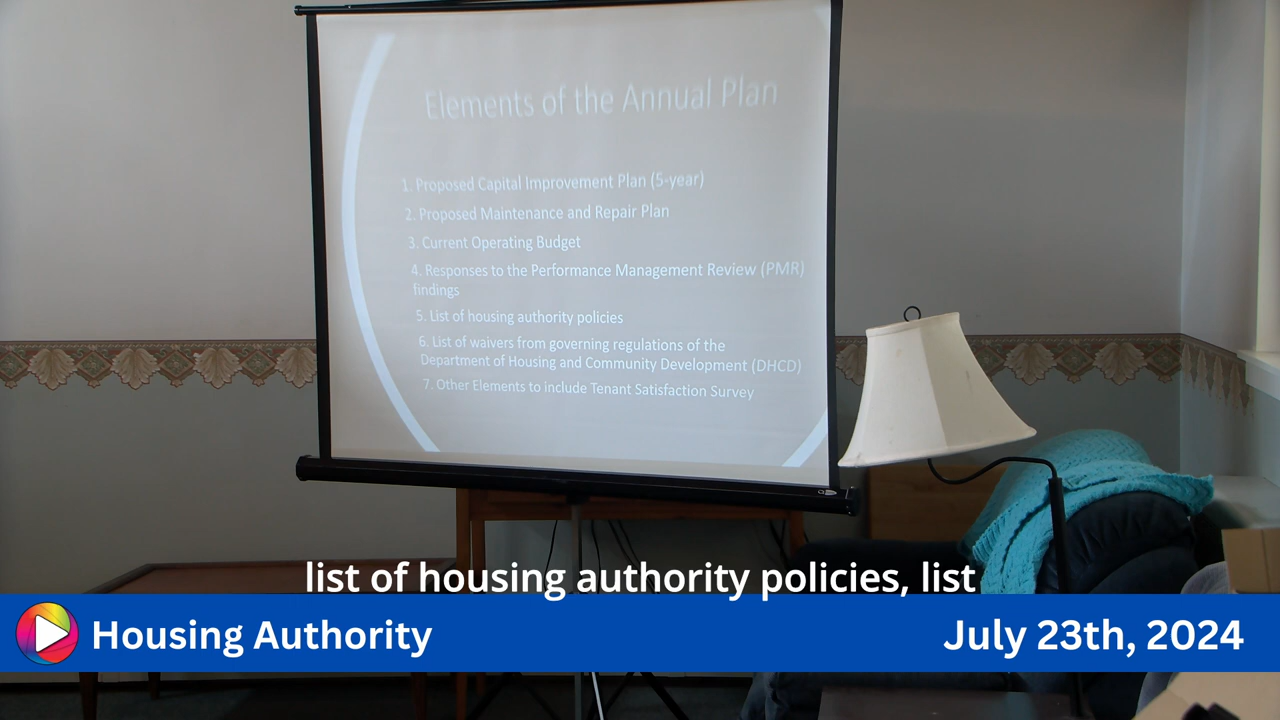 Elements of the Annual Plan
1. Proposed Capital Improvement Plan (5-year)
2. Proposed Maintenance and Repair Plan
3. Current Operating Budget
4. Responses to the Performance Management Review (PMR)
findings
5. List of housing authority policies
6. List of waivers from governing regulations of the
Department of Housing and Community Development (DHCD)
7. Other Elements to include Tenant Satisfaction Survey
list of housing authority policies, list
Housing Authority
July 23th, 2024